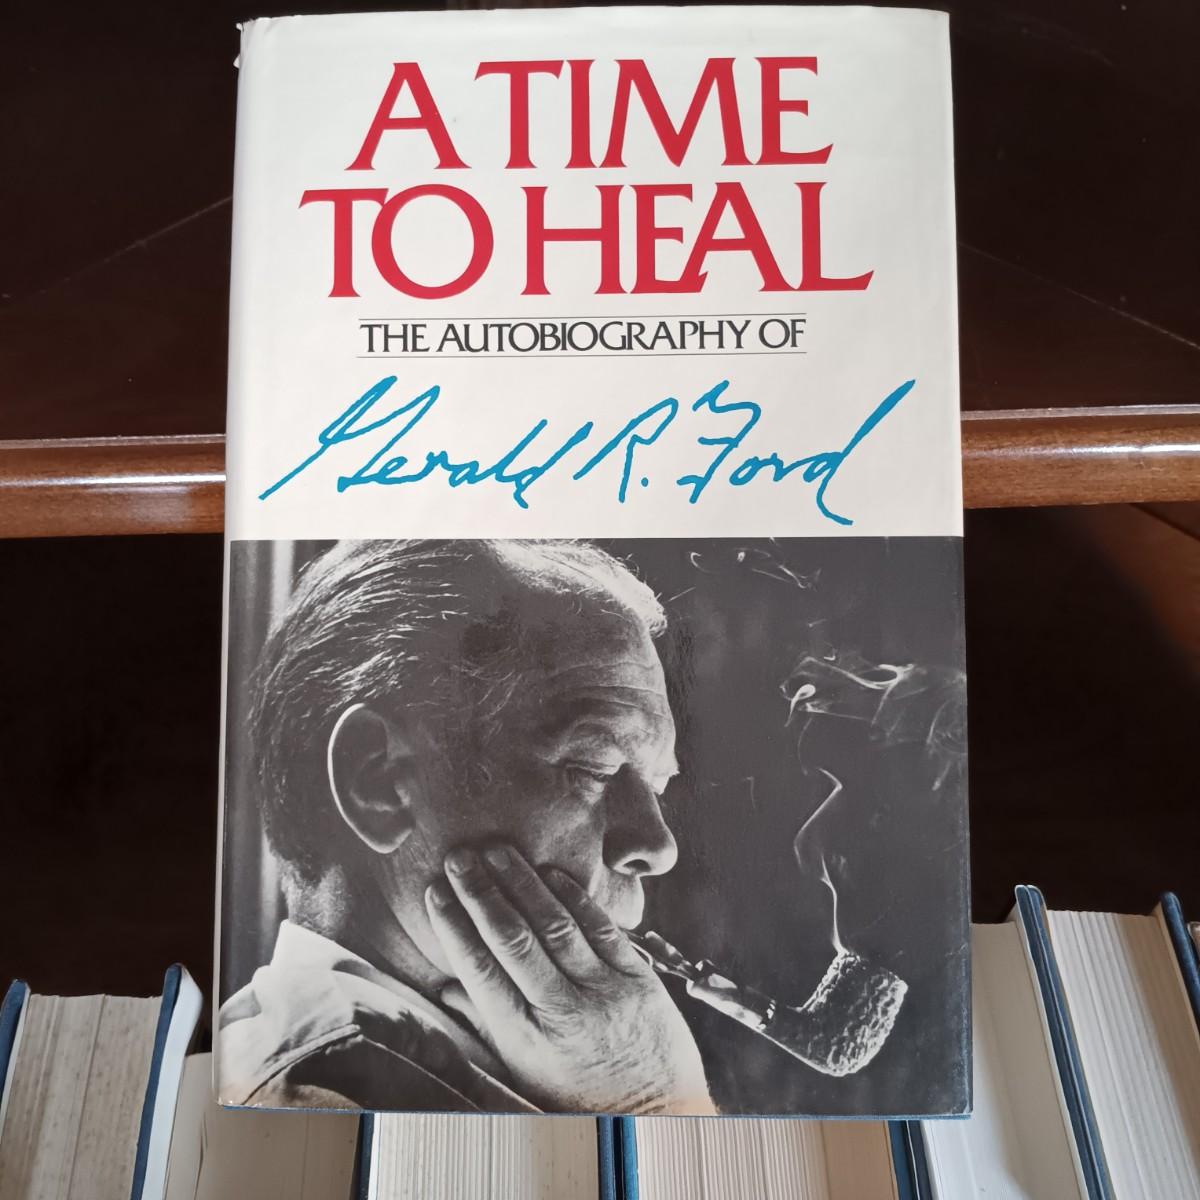 A TIME
TO HEAL
THE AUTOBIOGRAPHY OF
Gerald R. Ford